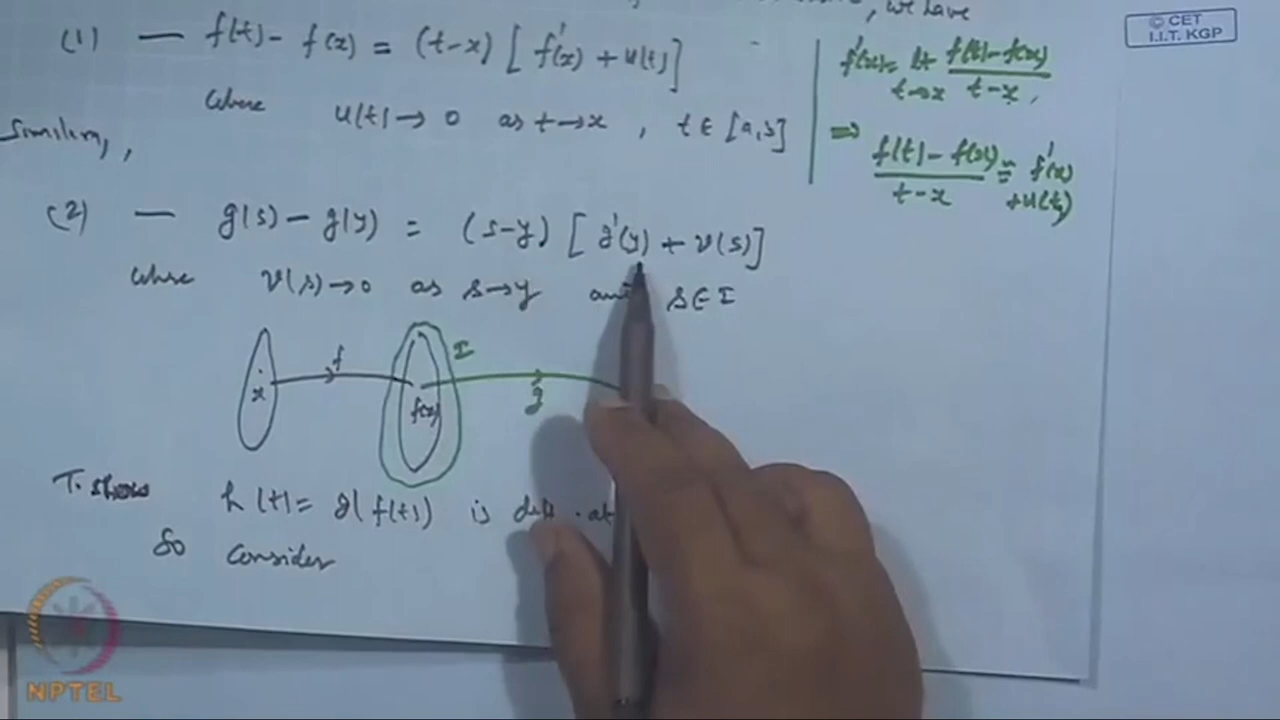 , we have
(1) — f(t) - f(x) = (t-x) [ f'(x) + u(t) ]
where u(t) → 0 as t → x , t ∈ [a,b]
Similarly,
(2) — g(s) - g(y) = (s-y) [ g'(y) + v(s) ]
where v(s) → 0 as s → y and s ∈ I
x f f(x) I g
T. show h(t) = g(f(t)) is diff. at
So consider
f'(x) = lt f(t)-f(x)
t→x t-x ,
⇒ f(t) - f(x) = f'(x)
t-x + u(t)
© CET
I.I.T. KGP
NPTEL